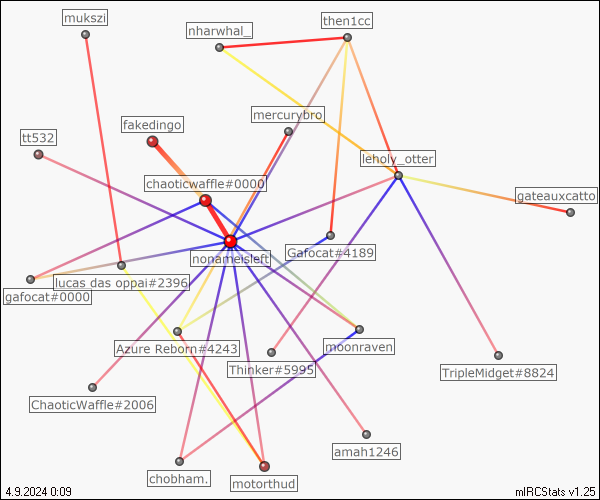 mukszi
then1cc
nharwhal_
mercurybro
fakedingo
tt532
leholy_otter
chaoticwaffle#0000
gateauxcatto
Gafocat#4189
nonameisleft
lucas das oppai#2396
gafocat#0000
Azure Reborn#4243
moonraven
Thinker#5995
TripleMidget#8824
ChaoticWaffle#2006
amah1246
chobham.
motorthud
4.9.2024 0:09
mIRCStats v1.25